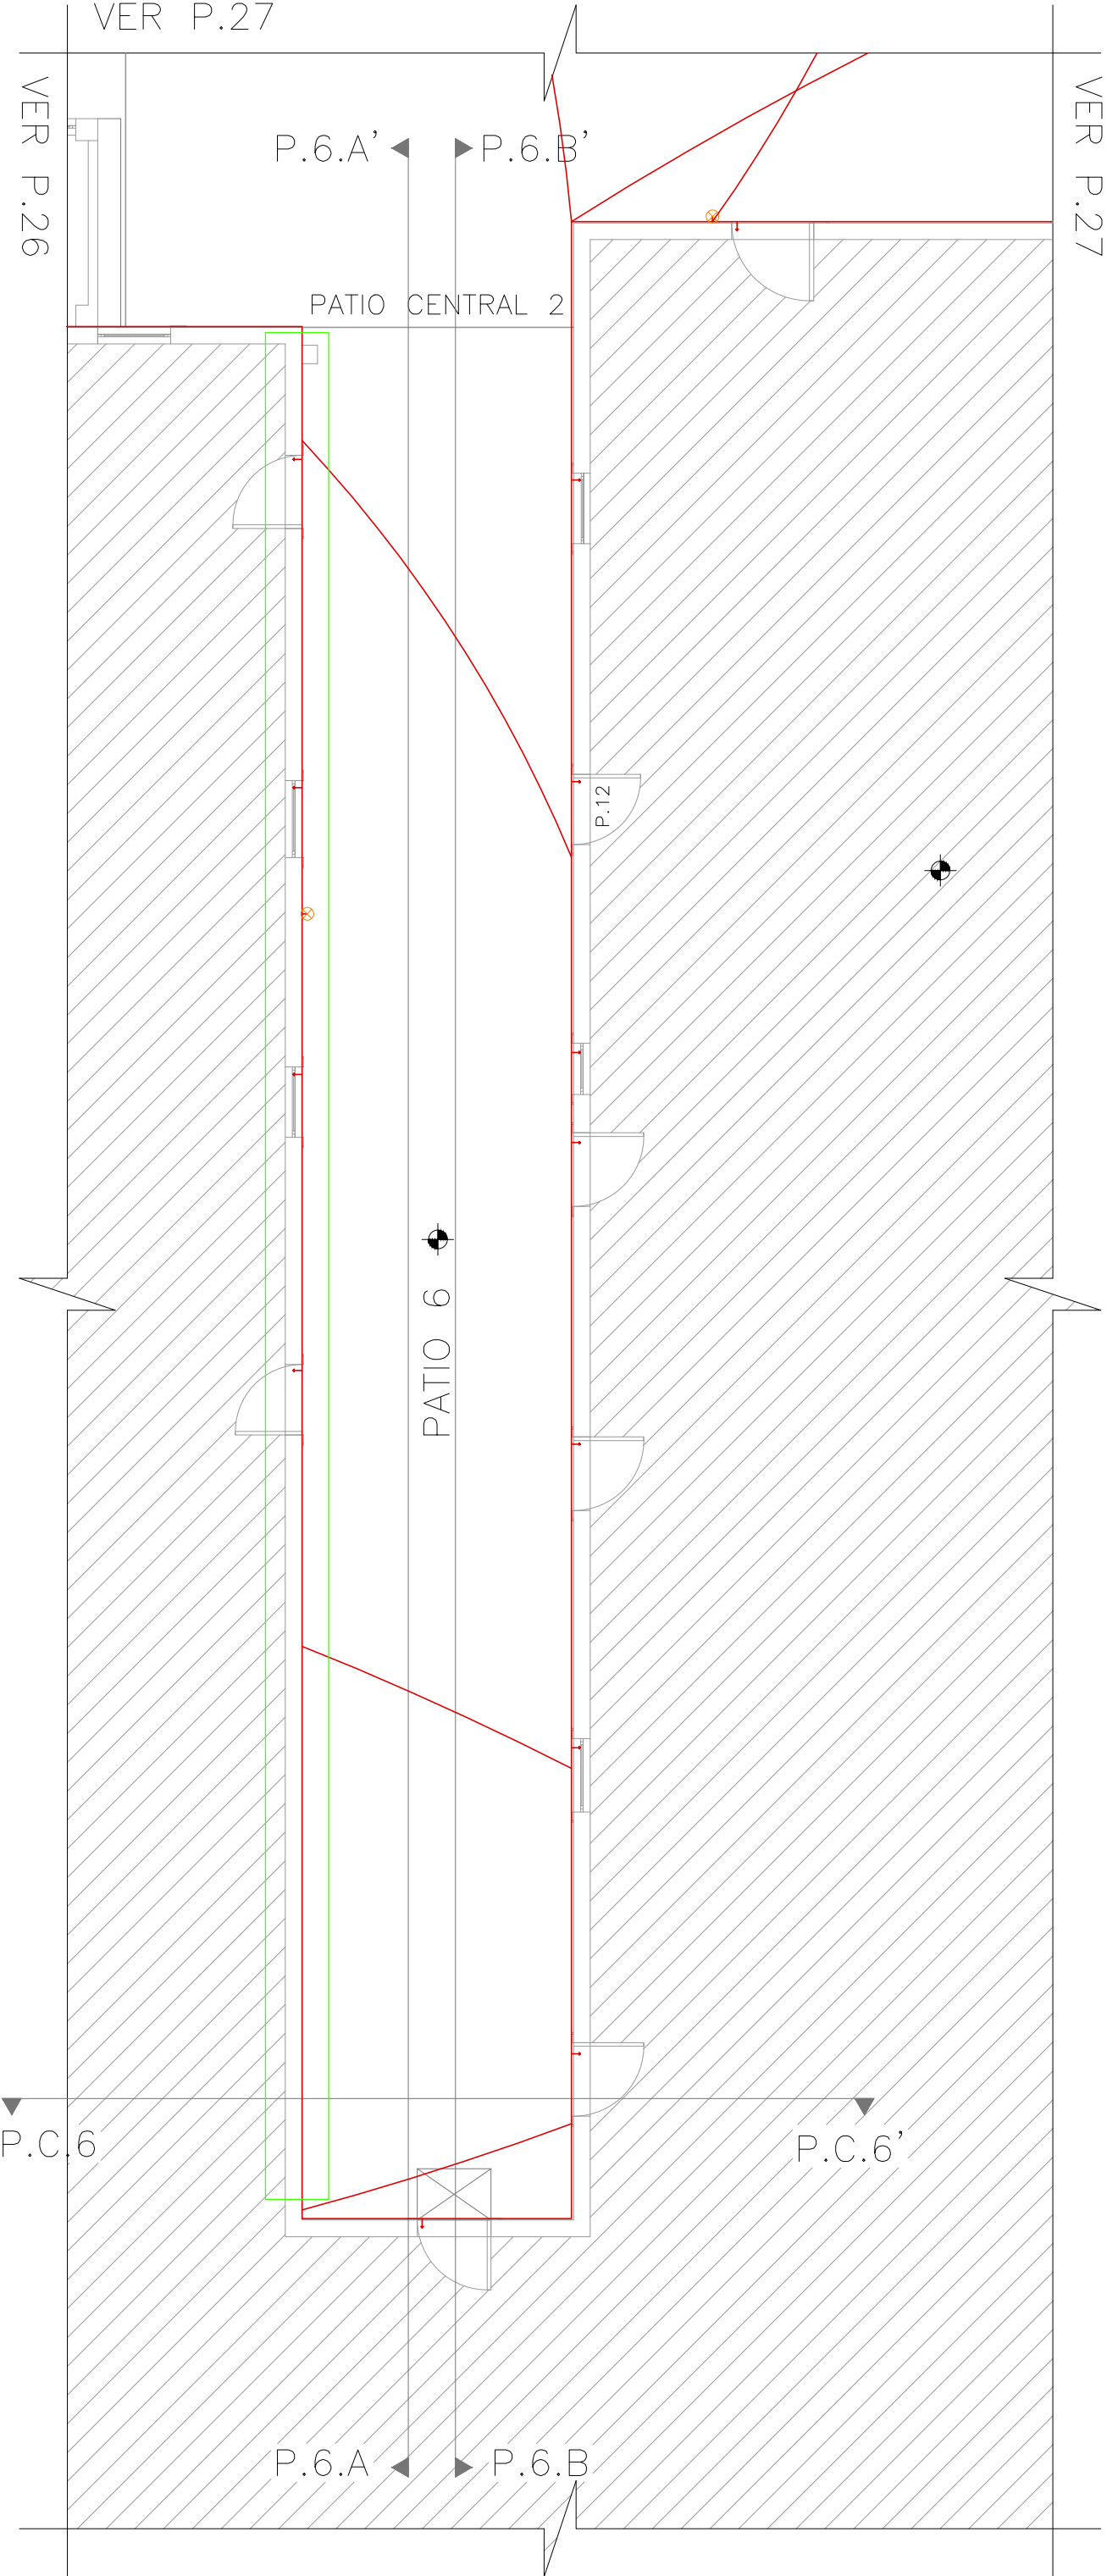 VER P.27
VER P.26
VER P.27
P.6.A'
P.6.B'
PATIO CENTRAL 2
P.12
PATIO 6
P.C.6
P.C.6'
P.6.A
P.6.B